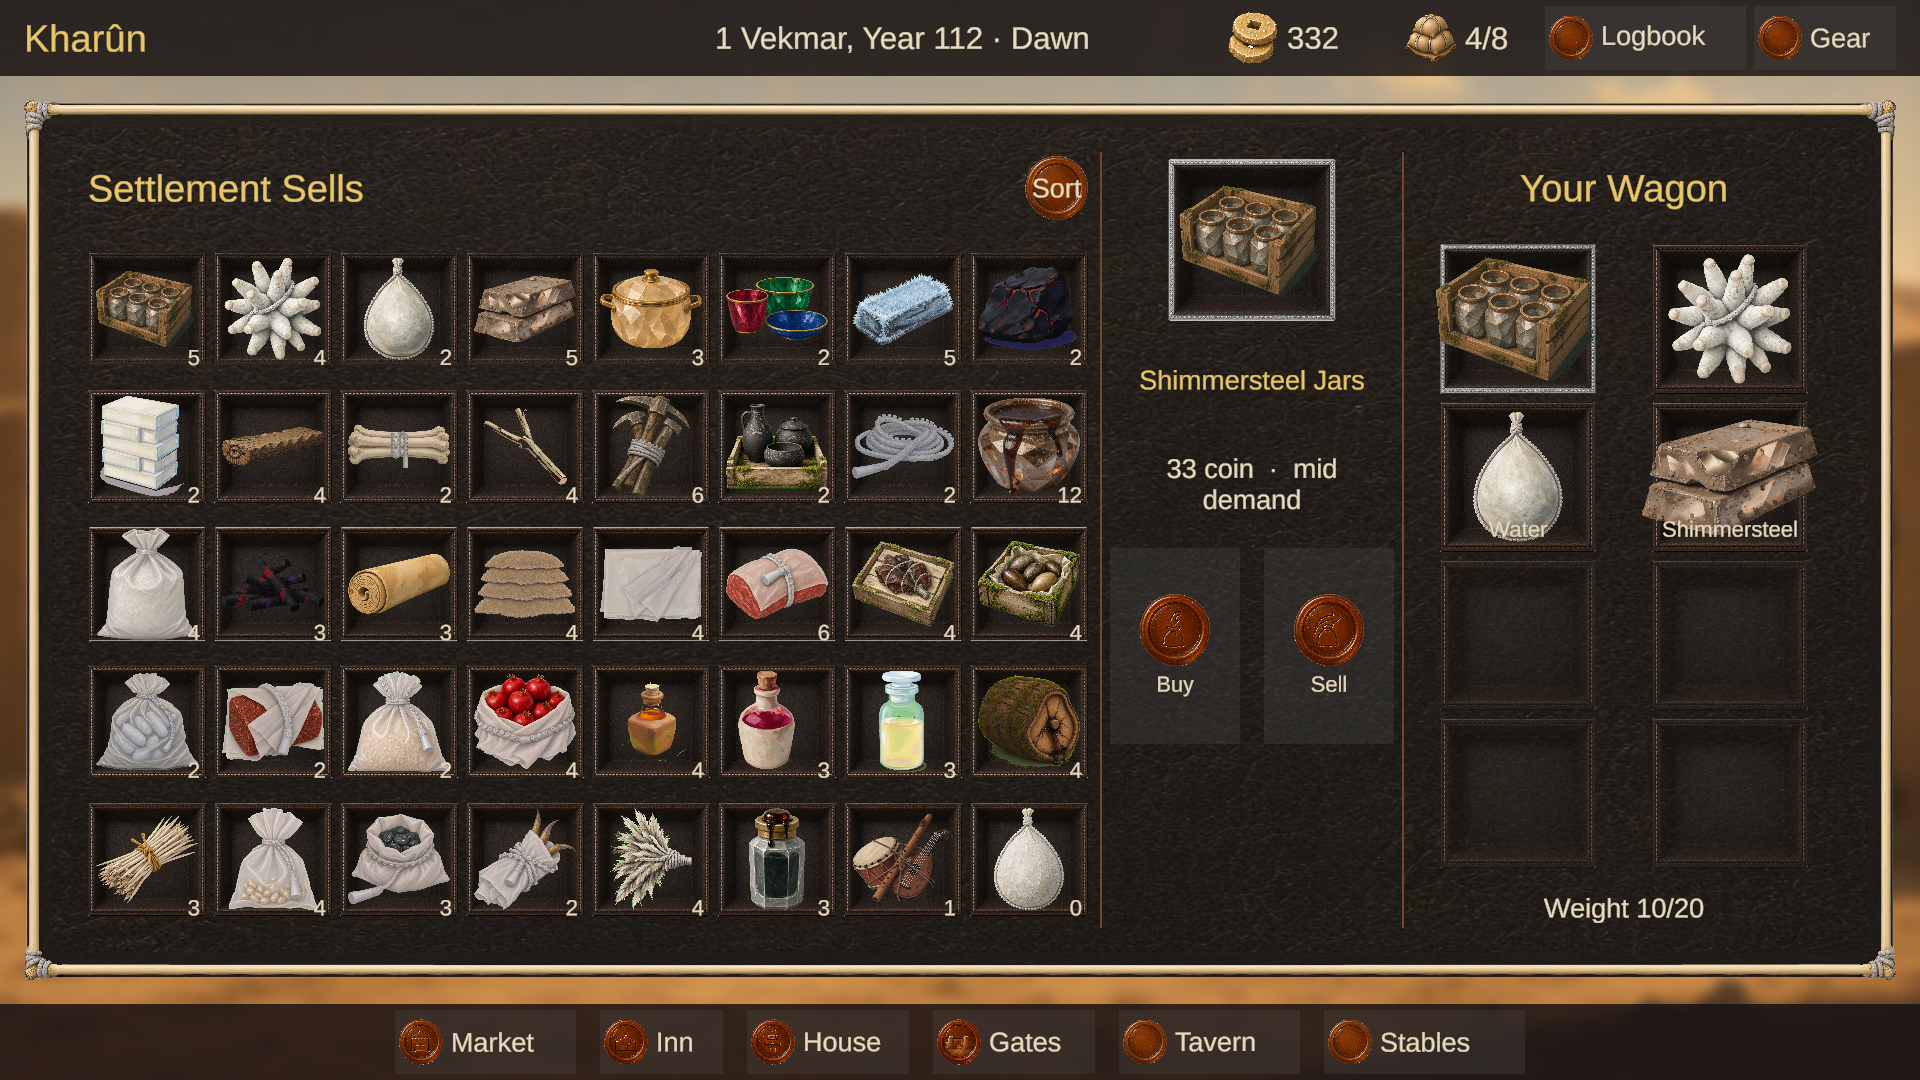 Kharûn
1 Vekmar, Year 112 · Dawn
332
4/8
Logbook
Gear
Settlement Sells
Sort
5 4 2 5 3 2 5 2
2 4 2 4 6 2 2 12
4 3 3 4 4 6 4 4
2 2 2 4 4 3 3 4
3 4 3 2 4 3 1 0
Shimmersteel Jars
33 coin · mid
demand
Buy
Sell
Your Wagon
Water
Shimmersteel
Weight 10/20
Market
Inn
House
Gates
Tavern
Stables